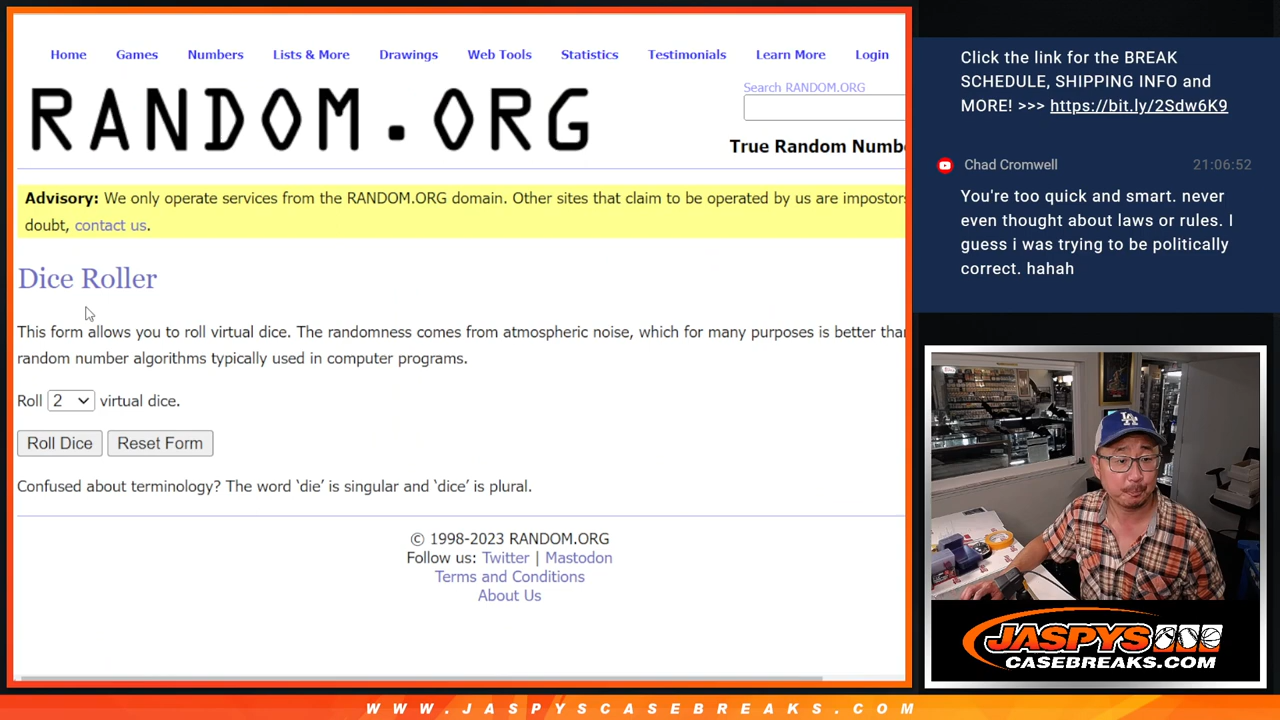 Home Games Numbers Lists & More Drawings Web Tools Statistics Testimonials Learn More Login
RANDOM.ORG
Search RANDOM.ORG
True Random Numb
Advisory: We only operate services from the RANDOM.ORG domain. Other sites that claim to be operated by us are impostors
doubt, contact us.
Dice Roller
This form allows you to roll virtual dice. The randomness comes from atmospheric noise, which for many purposes is better than
random number algorithms typically used in computer programs.
Roll 2 virtual dice.
Roll Dice Reset Form
Confused about terminology? The word ‘die’ is singular and ‘dice’ is plural.
© 1998-2023 RANDOM.ORG
Follow us: Twitter | Mastodon
Terms and Conditions
About Us
Click the link for the BREAK
SCHEDULE, SHIPPING INFO and
MORE! >>> https://bit.ly/2Sdw6K9
Chad Cromwell 21:06:52
You're too quick and smart. never
even thought about laws or rules. I
guess i was trying to be politically
correct. hahah
LA
JASPYS
CASEBREAKS.COM
WWW.JASPYSCASEBREAKS.COM